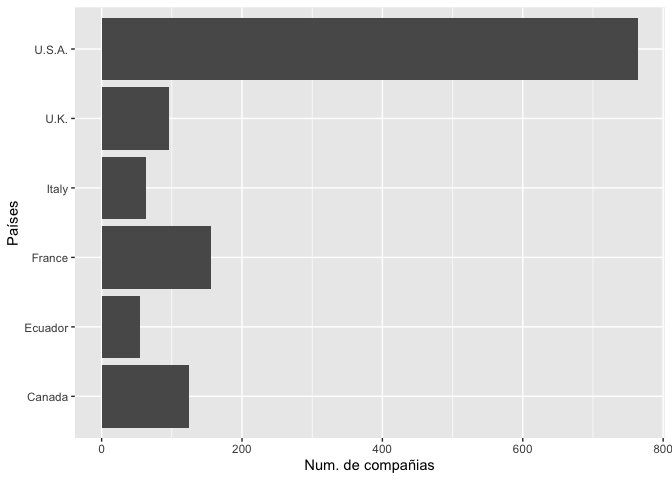 U.S.A.
U.K.
Italy
France
Ecuador
Canada
Países
0 200 400 600 800
Num. de compañias